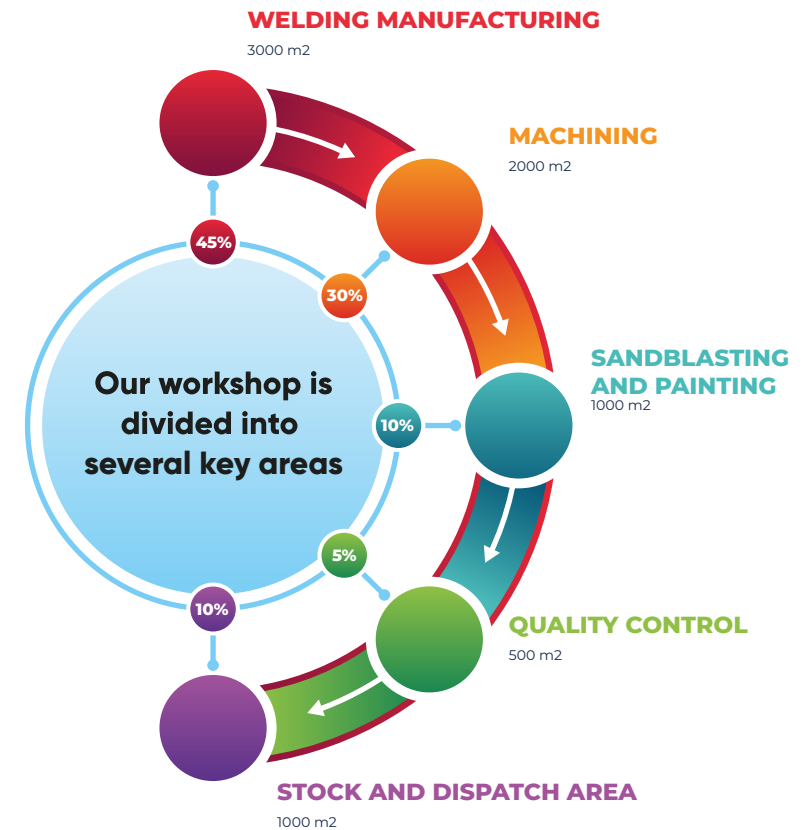 WELDING MANUFACTURING
3000 m2
MACHINING
2000 m2
45%
30%
SANDBLASTING
AND PAINTING
1000 m2
Our workshop is
divided into
several key areas
10%
5%
10%
QUALITY CONTROL
500 m2
STOCK AND DISPATCH AREA
1000 m2